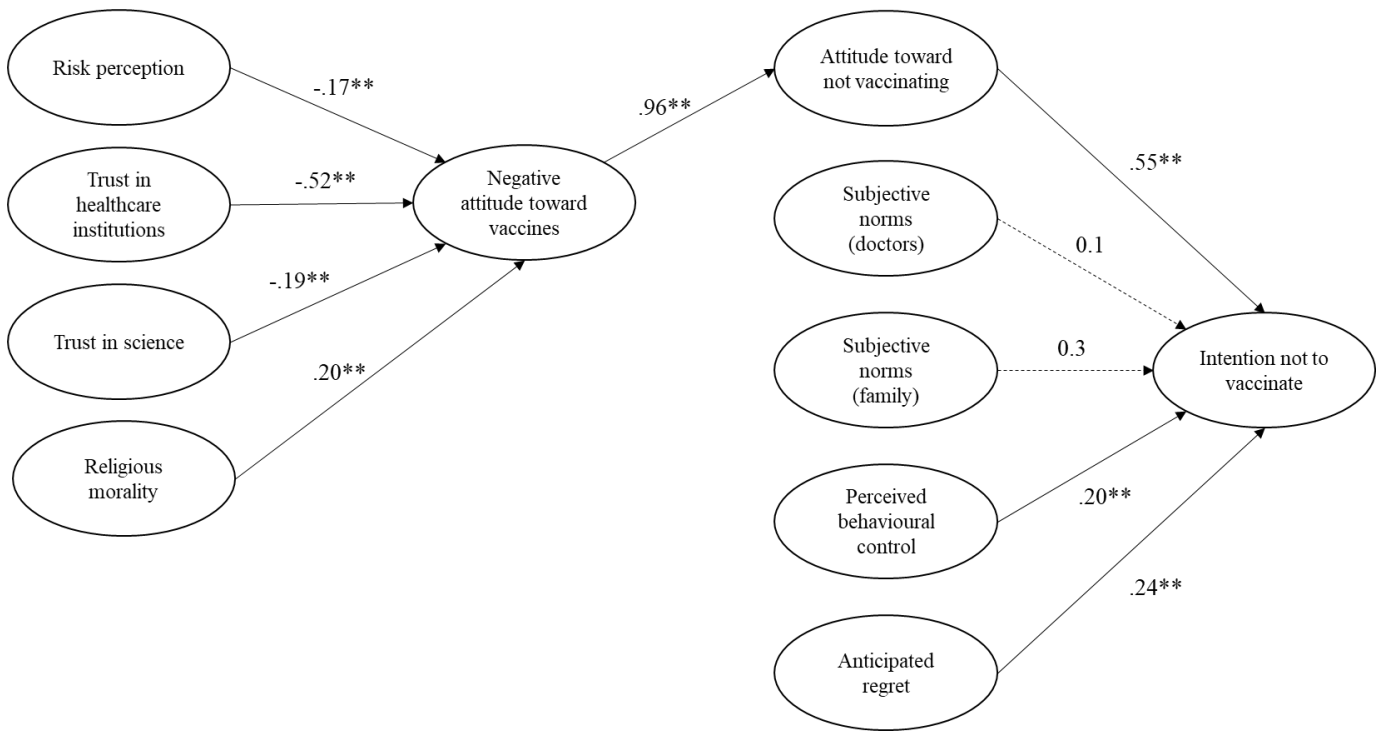 Risk perception
-.17**
Trust in
healthcare
institutions
-.52**
Trust in science
-.19**
Religious
morality
.20**
Negative
attitude toward
vaccines
.96**
Attitude toward
not vaccinating
.55**
Subjective
norms
(doctors)
0.1
Subjective
norms
(family)
0.3
Perceived
behavioural
control
.20**
Anticipated
regret
.24**
Intention not to
vaccinate